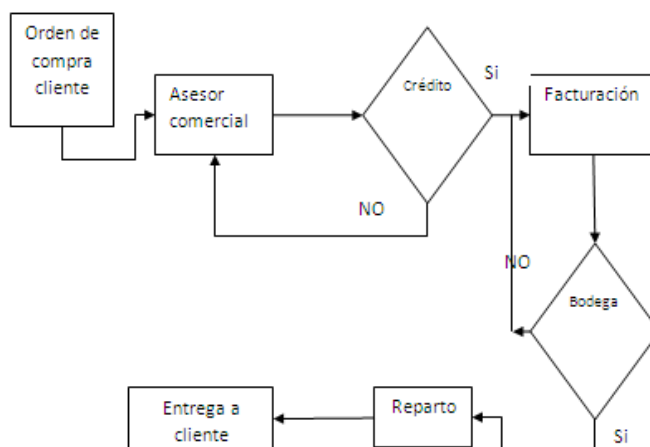 Orden de
compra
cliente
Asesor
comercial
Crédito
Si
Facturación
NO
NO
Bodega
Si
Reparto
Entrega a
cliente